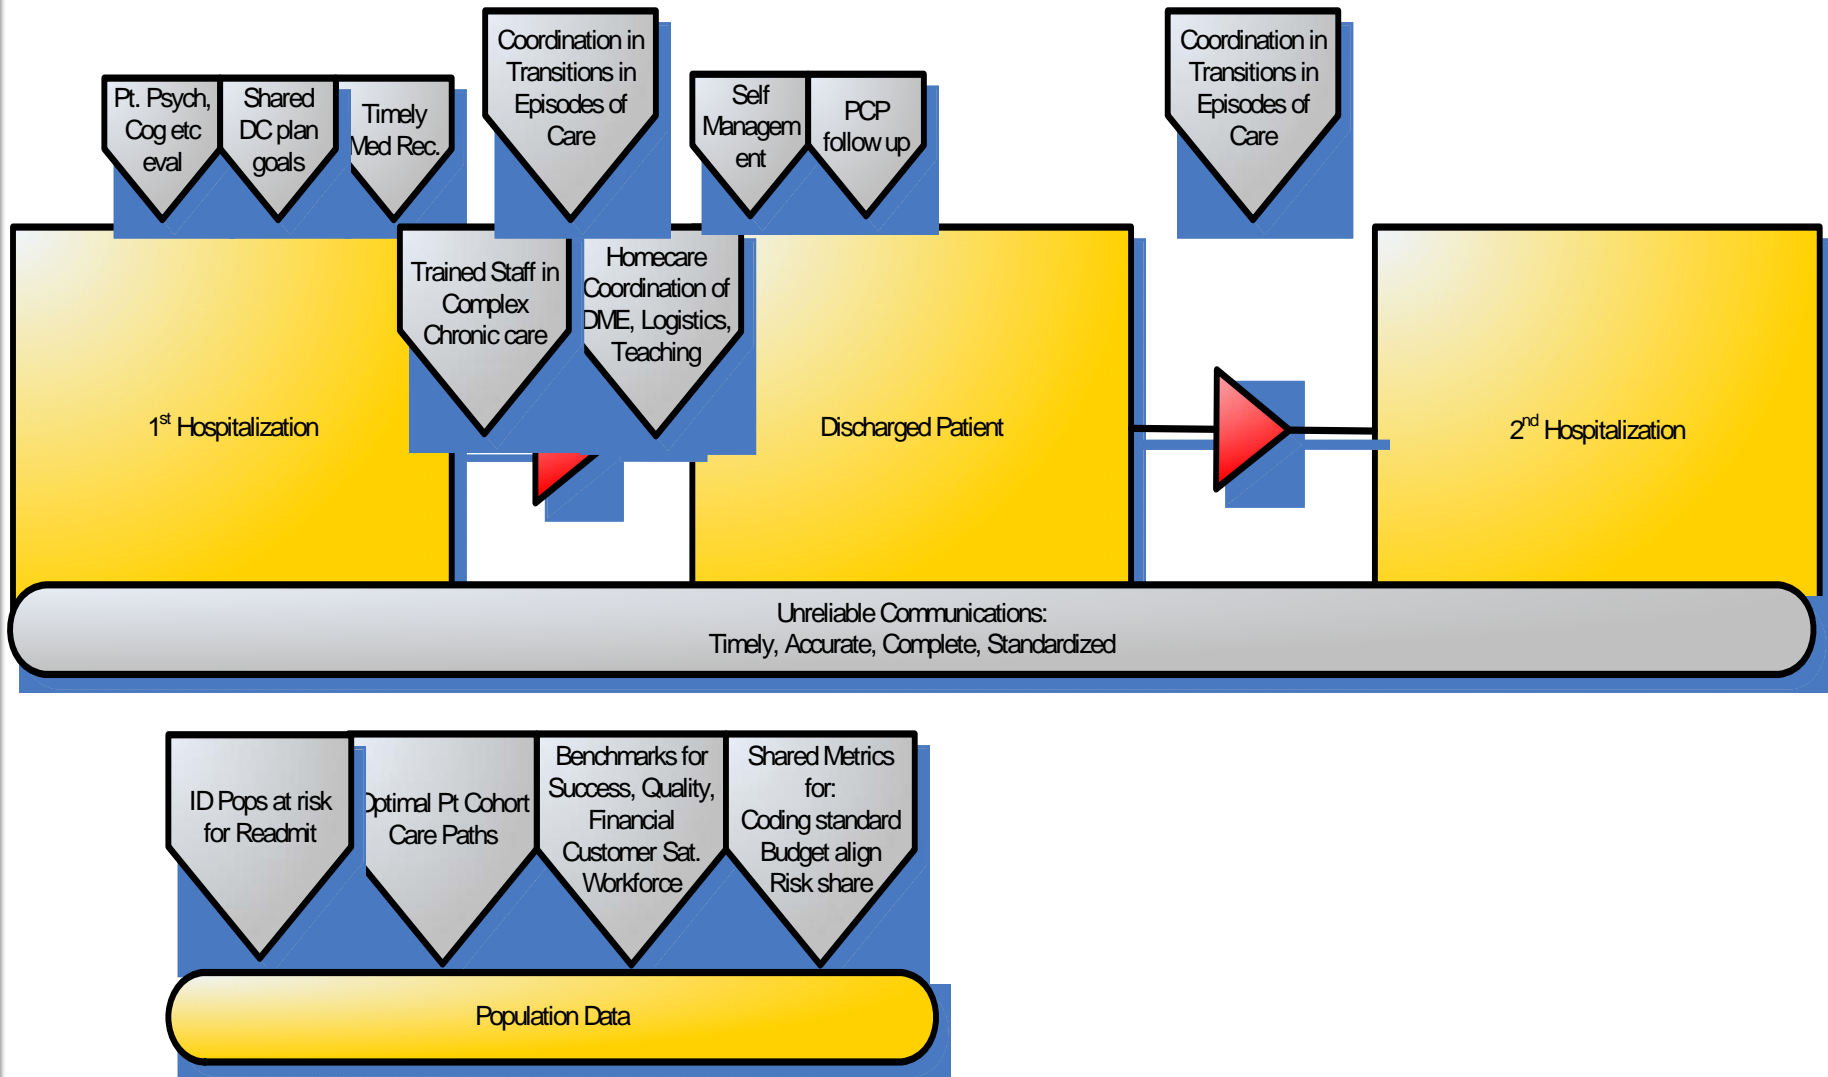 Coordination in
Transitions in
Episodes of
Care
Coordination in
Transitions in
Episodes of
Care
Pt. Psych,
Cog etc
eval
Shared
DC plan
goals
Timely
Med Rec.
Self
Managem
ent
PCP
follow up
Trained Staff in
Complex
Chronic care
Homecare
Coordination of
DME, Logistics,
Teaching
1st Hospitalization
Discharged Patient
2nd Hospitalization
Unreliable Communications:
Timely, Accurate, Complete, Standardized
ID Pops at risk
for Readmit
Optimal Pt Cohort
Care Paths
Benchmarks for
Success, Quality,
Financial
Customer Sat.
Workforce
Shared Metrics
for:
Coding standard
Budget align
Risk share
Population Data